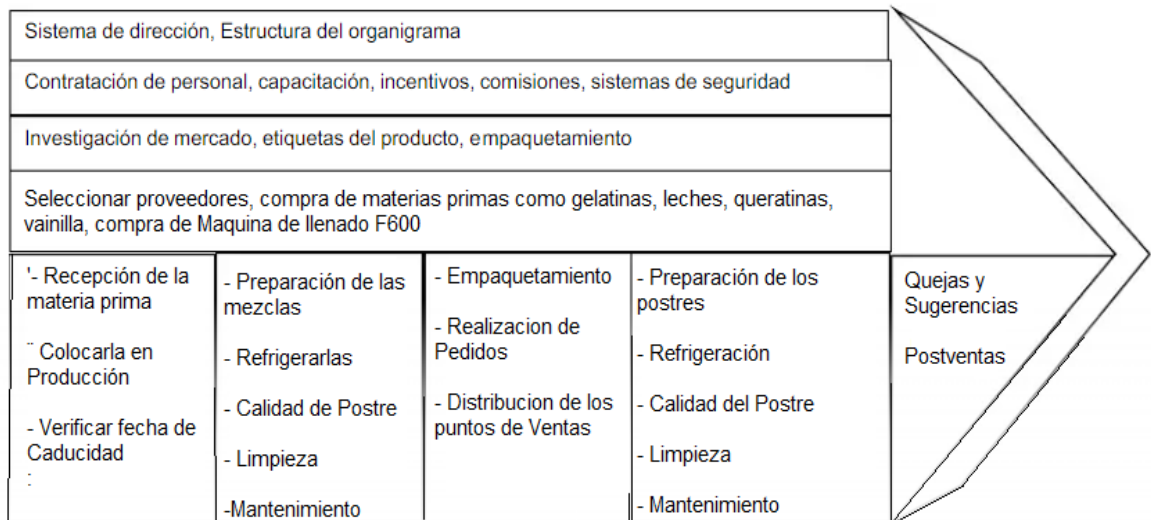 Sistema de dirección, Estructura del organigrama
Contratación de personal, capacitación, incentivos, comisiones, sistemas de seguridad
Investigación de mercado, etiquetas del producto, empaquetamiento
Seleccionar proveedores, compra de materias primas como gelatinas, leches, queratinas,
vainilla, compra de Maquina de llenado F600
'- Recepción de la
materia prima
¨ Colocarla en
Producción
- Verificar fecha de
Caducidad
:
- Preparación de las
mezclas
- Refrigerarlas
- Calidad de Postre
- Limpieza
-Mantenimiento
- Empaquetamiento
- Realizacion de
Pedidos
- Distribucion de los
puntos de Ventas
- Preparación de los
postres
- Refrigeración
- Calidad del Postre
- Limpieza
- Mantenimiento
Quejas y
Sugerencias
Postventas